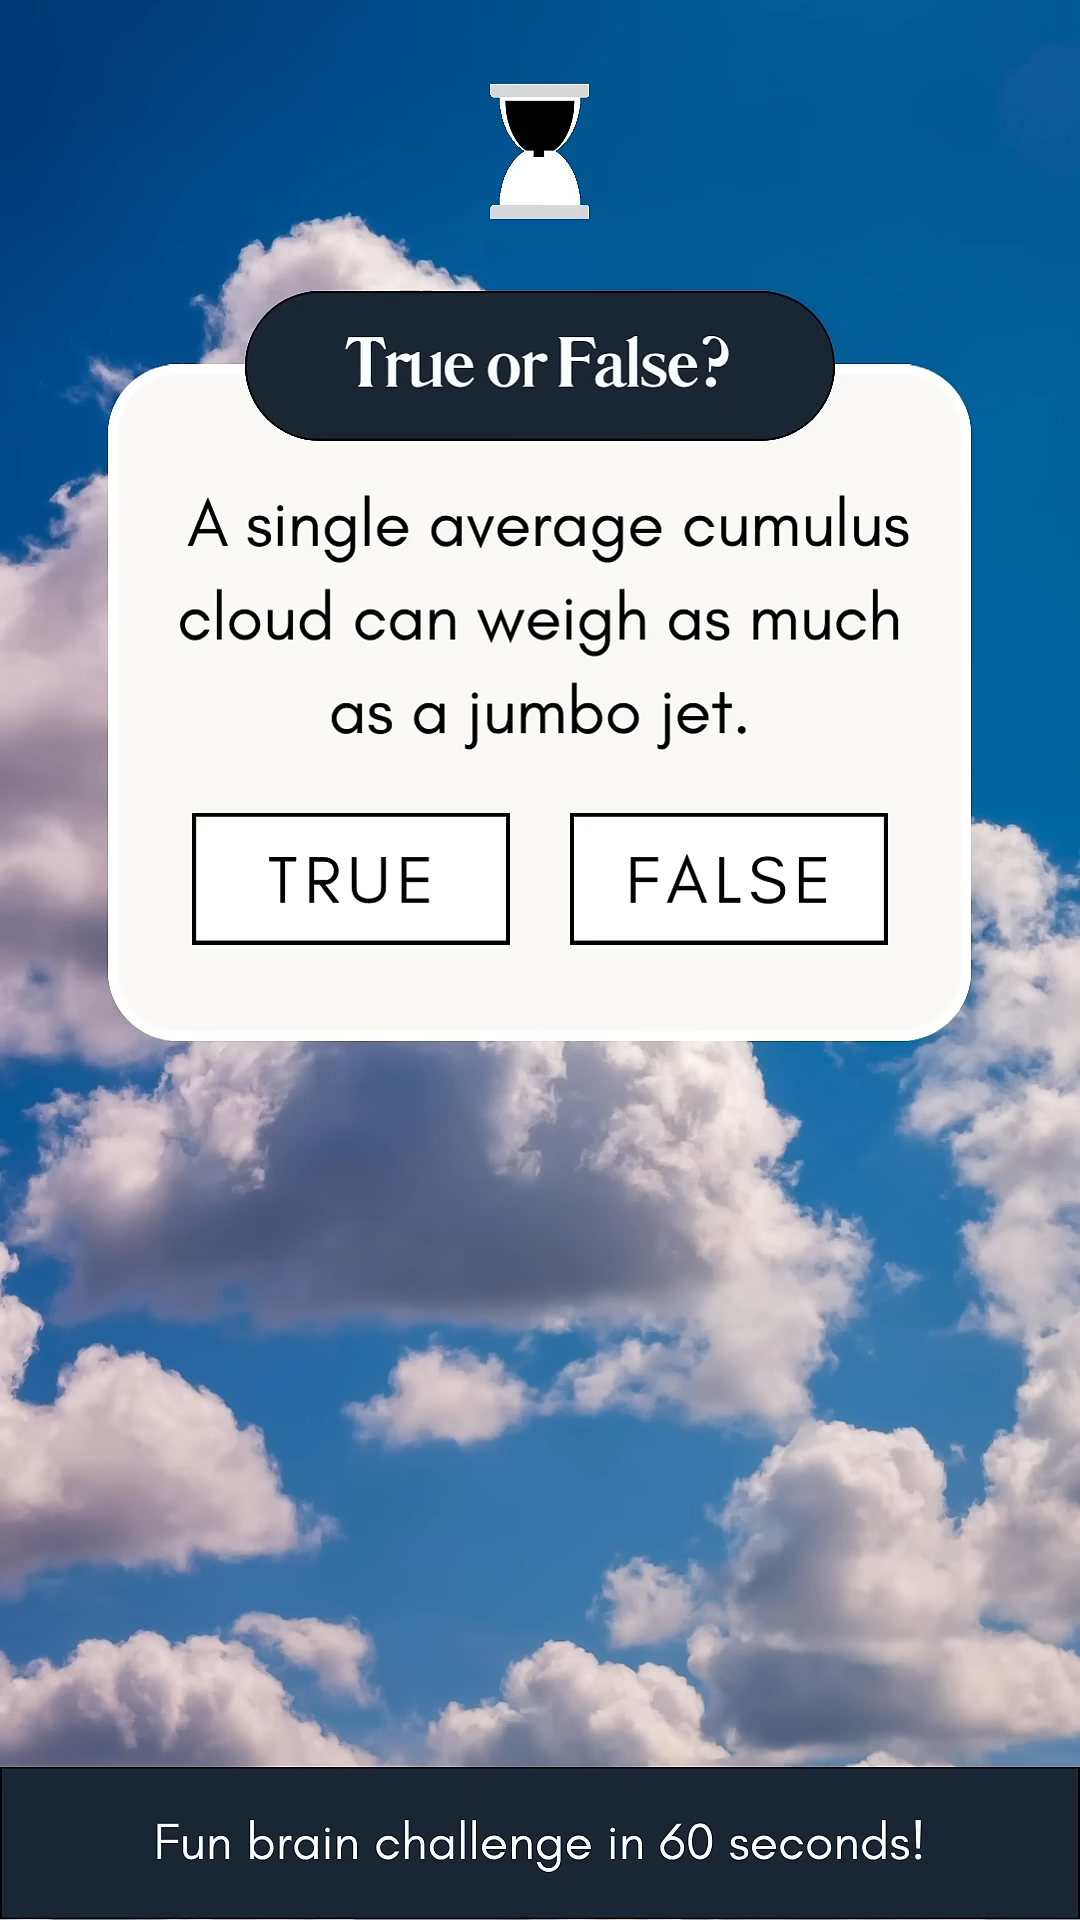 True or False?
A single average cumulus
cloud can weigh as much
as a jumbo jet.
TRUE
FALSE
Fun brain challenge in 60 seconds!